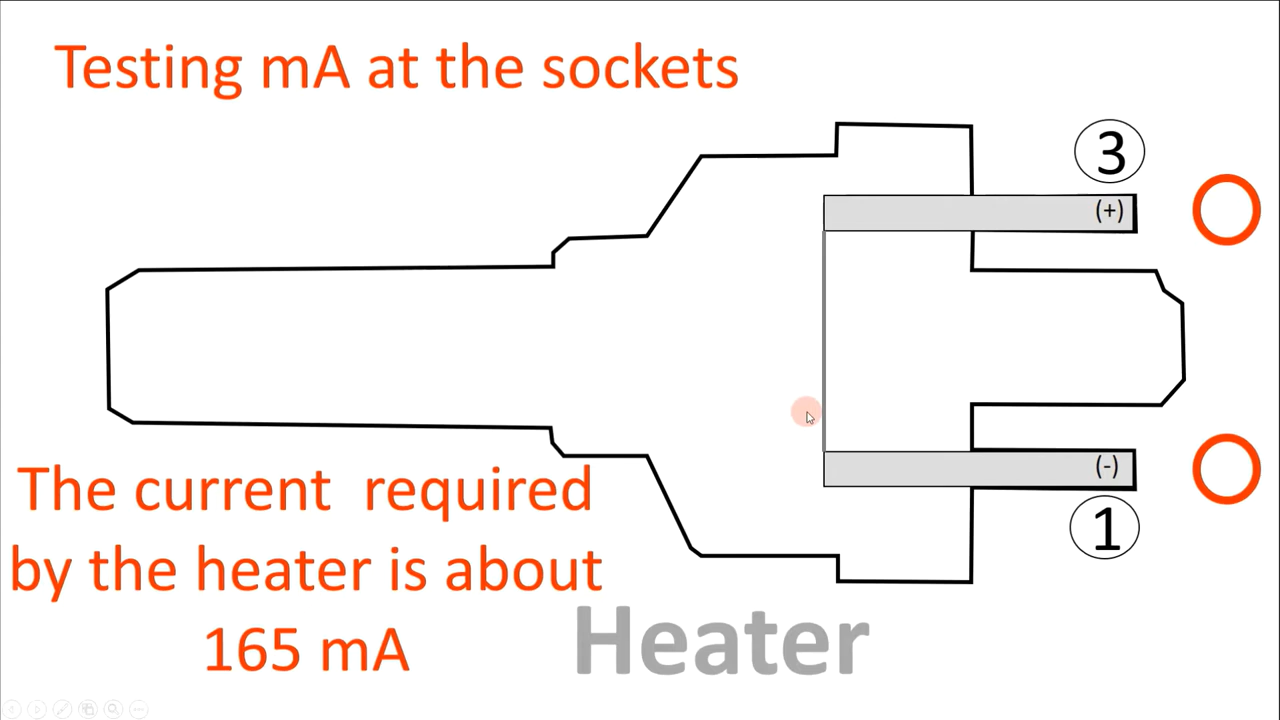 Testing mA at the sockets
3
(+)
(-)
1
The current required
by the heater is about
165 mA
Heater